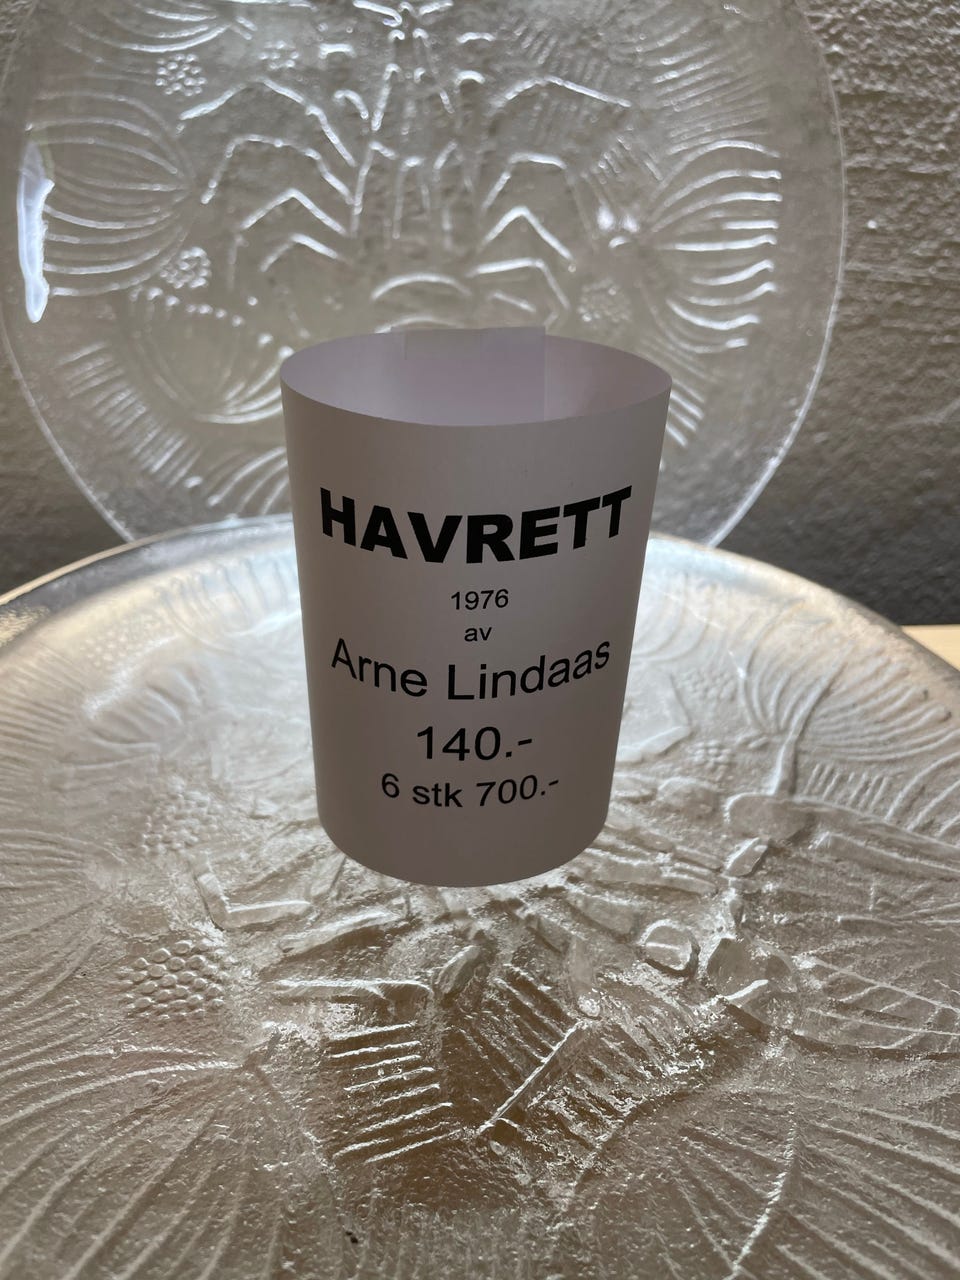 HAVRETT
1976
av
Arne Lindaas
140.-
6 stk 700.-